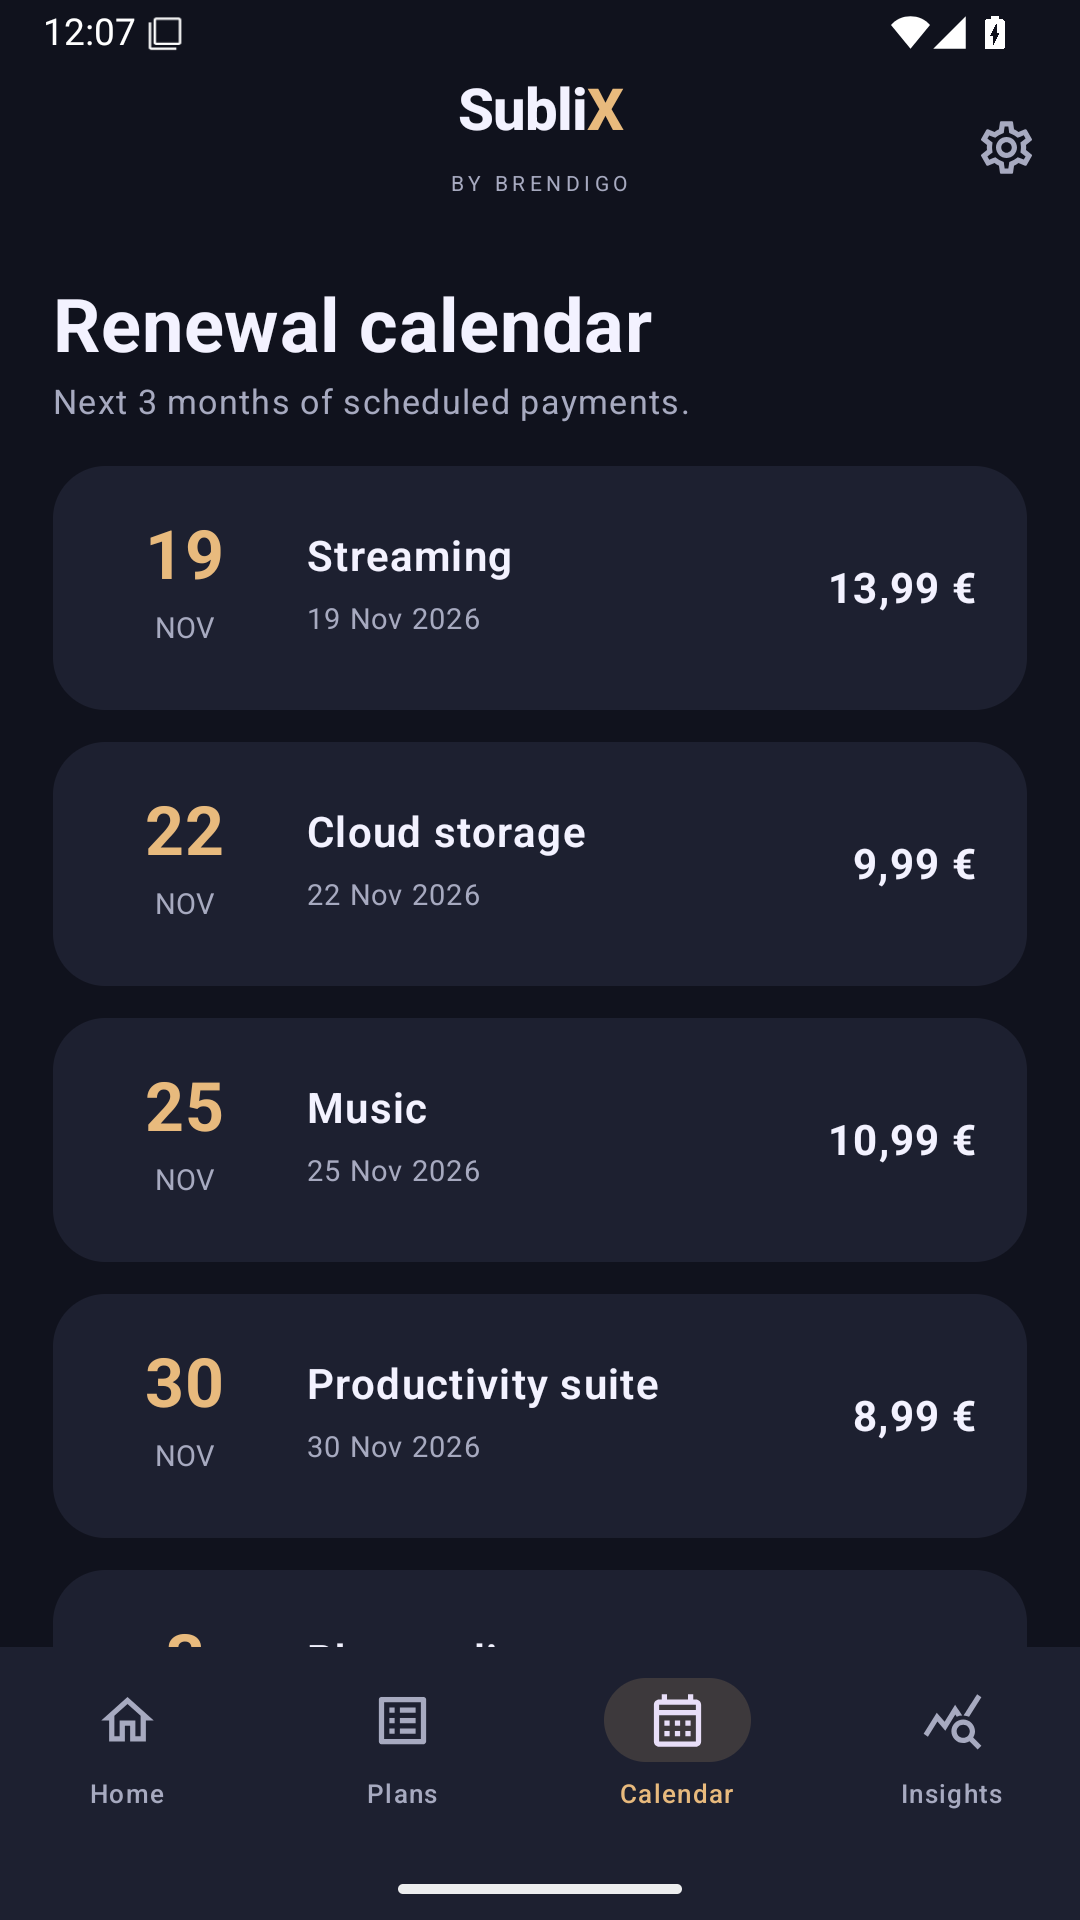 12:07
SubliX
BY BRENDIGO
Renewal calendar
Next 3 months of scheduled payments.
19
NOV
Streaming
19 Nov 2026
13,99 €
22
NOV
Cloud storage
22 Nov 2026
9,99 €
25
NOV
Music
25 Nov 2026
10,99 €
30
NOV
Productivity suite
30 Nov 2026
8,99 €
Home
Plans
Calendar
Insights